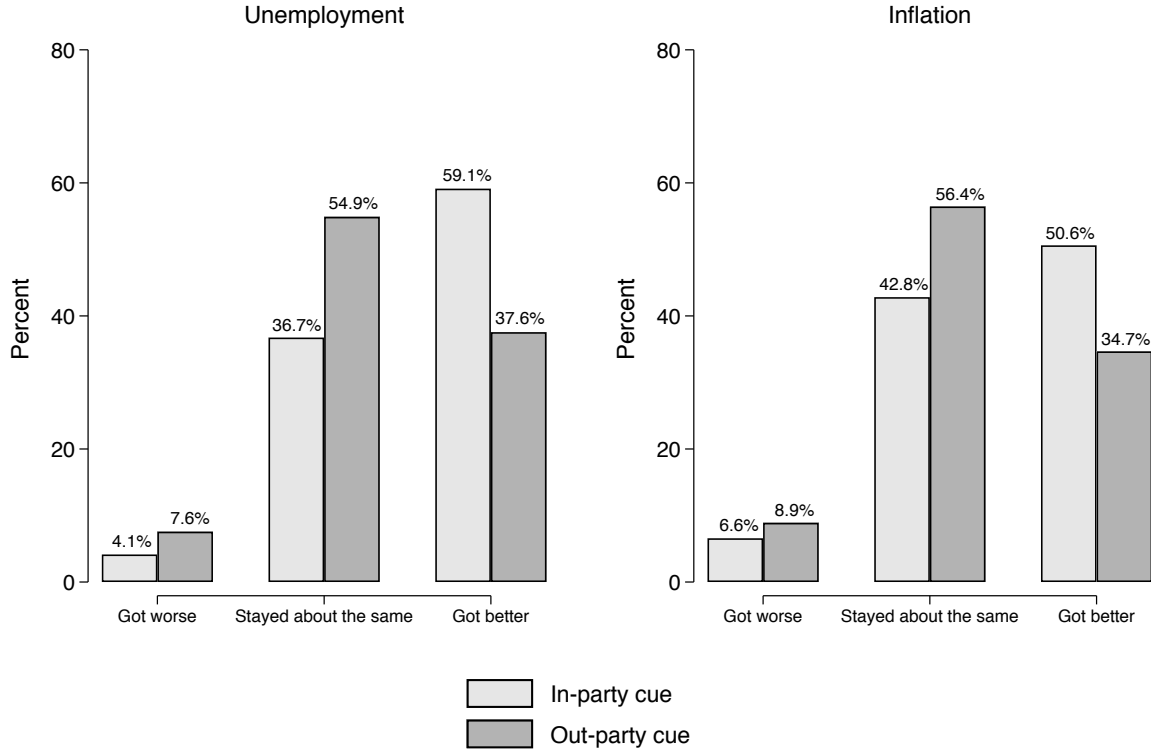 Unemployment
Percent
80
60
40
20
0
4.1%
7.6%
36.7%
54.9%
59.1%
37.6%
Got worse
Stayed about the same
Got better
Inflation
Percent
80
60
40
20
0
6.6%
8.9%
42.8%
56.4%
50.6%
34.7%
Got worse
Stayed about the same
Got better
In-party cue
Out-party cue